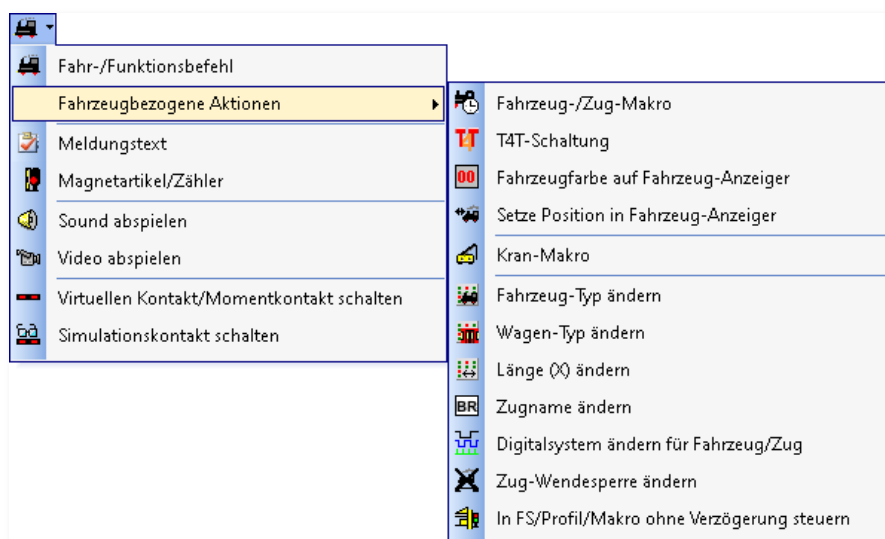 Fahr-/Funktionsbefehl
Fahrzeugbezogene Aktionen
Meldungstext
Magnetartikel/Zähler
Sound abspielen
Video abspielen
Virtuellen Kontakt/Momentkontakt schalten
Simulationskontakt schalten
Fahrzeug-/Zug-Makro
T4T T4T-Schaltung
00 Fahrzeugfarbe auf Fahrzeug-Anzeiger
Setze Position in Fahrzeug-Anzeiger
Kran-Makro
Fahrzeug-Typ ändern
Wagen-Typ ändern
Länge (X) ändern
BR Zugname ändern
Digitalsystem ändern für Fahrzeug/Zug
Zug-Wendesperre ändern
In FS/Profil/Makro ohne Verzögerung steuern